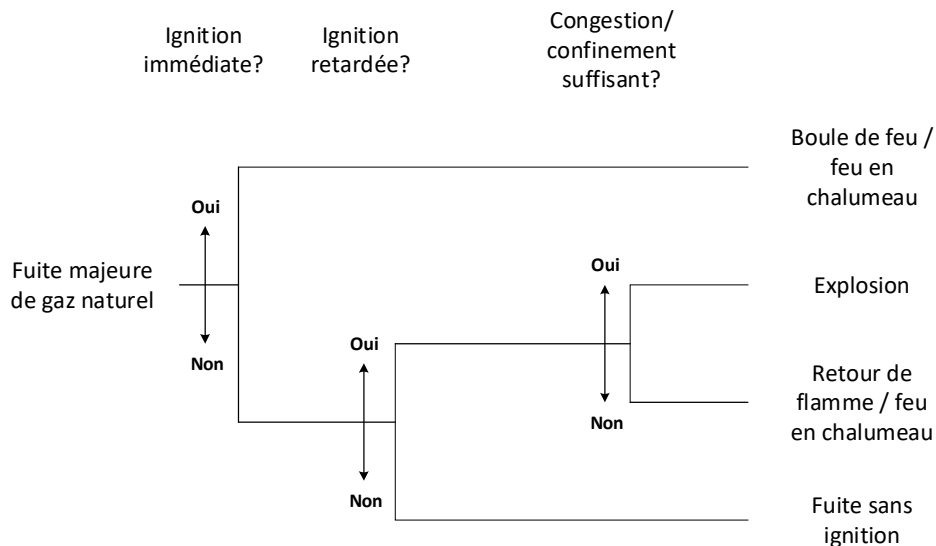 Ignition
immédiate?
Ignition
retardée?
Congestion/
confinement
suffisant?
Boule de feu /
feu en
chalumeau
Oui
Fuite majeure
de gaz naturel
Oui
Explosion
Non
Oui
Retour de
flamme / feu
en chalumeau
Non
Non
Fuite sans
ignition